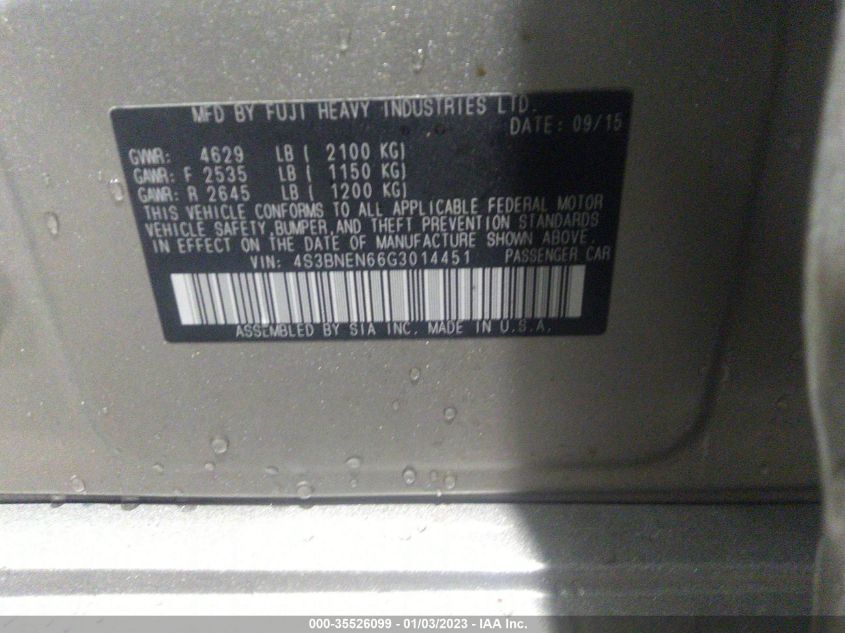 MFD BY FUJI HEAVY INDUSTRIES LTD.
DATE: 09/15
GVWR: 4629 LB ( 2100 KG)
GAWR: F 2535 LB ( 1150 KG)
GAWR: R 2645 LB ( 1200 KG)
THIS VEHICLE CONFORMS TO ALL APPLICABLE FEDERAL MOTOR
VEHICLE SAFETY,BUMPER,AND THEFT PREVENTION STANDARDS
IN EFFECT ON THE DATE OF MANUFACTURE SHOWN ABOVE.
VIN: 4S3BNEN66G3014451 PASSENGER CAR
ASSEMBLED BY SIA INC. MADE IN U.S.A.
000-35526099 - 01/03/2023 - IAA Inc.